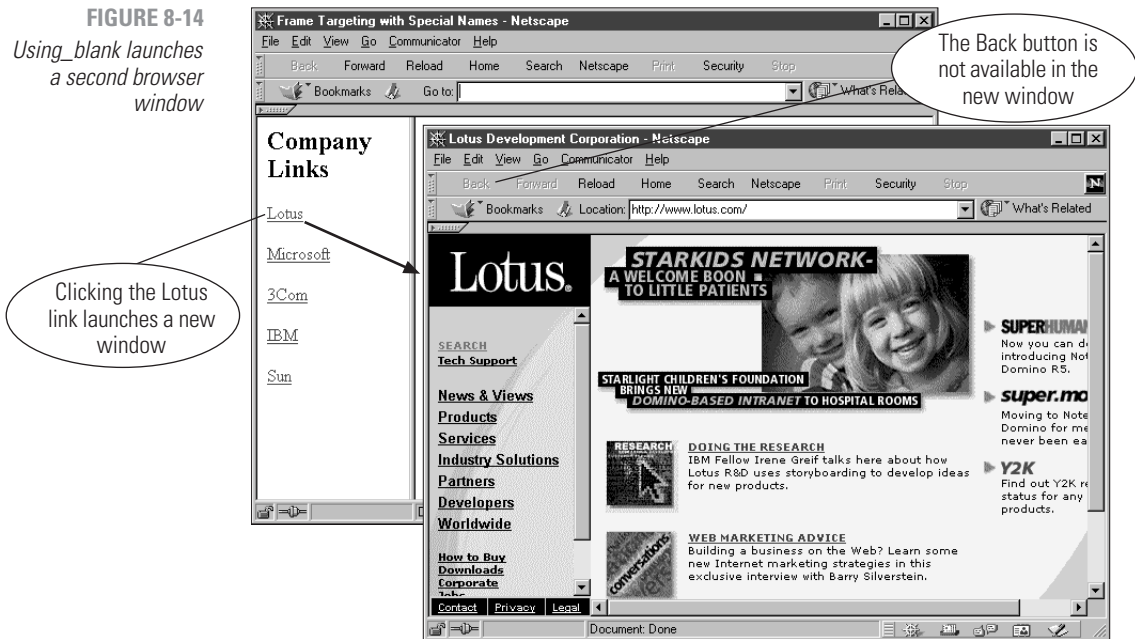 FIGURE 8-14
Using_blank launches
a second browser
window
Frame Targeting with Special Names - Netscape
File Edit View Go Communicator Help
Back Forward Reload Home Search Netscape Print Security Stop
Bookmarks Go to: What's Rela
The Back button is
not available in the
new window
Company
Links
Lotus
Microsoft
3Com
IBM
Sun
Clicking the Lotus
link launches a new
window
Lotus Development Corporation - Netscape
File Edit View Go Communicator Help
Back Forward Reload Home Search Netscape Print Security Stop
N
Bookmarks Location: http://www.lotus.com/ What's Related
Lotus.
SEARCH
Tech Support
News & Views
Products
Services
Industry Solutions
Partners
Developers
Worldwide
How to Buy
Downloads
Corporate
Jobs
Contact Privacy Legal
STARKIDS NETWORK-
A WELCOME BOON
TO LITTLE PATIENTS
STARLIGHT CHILDREN'S FOUNDATION
BRINGS NEW
DOMINO-BASED INTRANET TO HOSPITAL ROOMS
RESEARCH
DOING THE RESEARCH
IBM Fellow Irene Greif talks here about how
Lotus R&D uses storyboarding to develop ideas
for new products.
conversations
WEB MARKETING ADVICE
Building a business on the Web? Learn some
new Internet marketing strategies in this
exclusive interview with Barry Silverstein.
SUPERHUMAN
Now you can d
introducing Not
Domino R5.
super.mo
Moving to Note
Domino for me
never been ea
Y2K
Find out Y2K re
status for any
products.
Document: Done